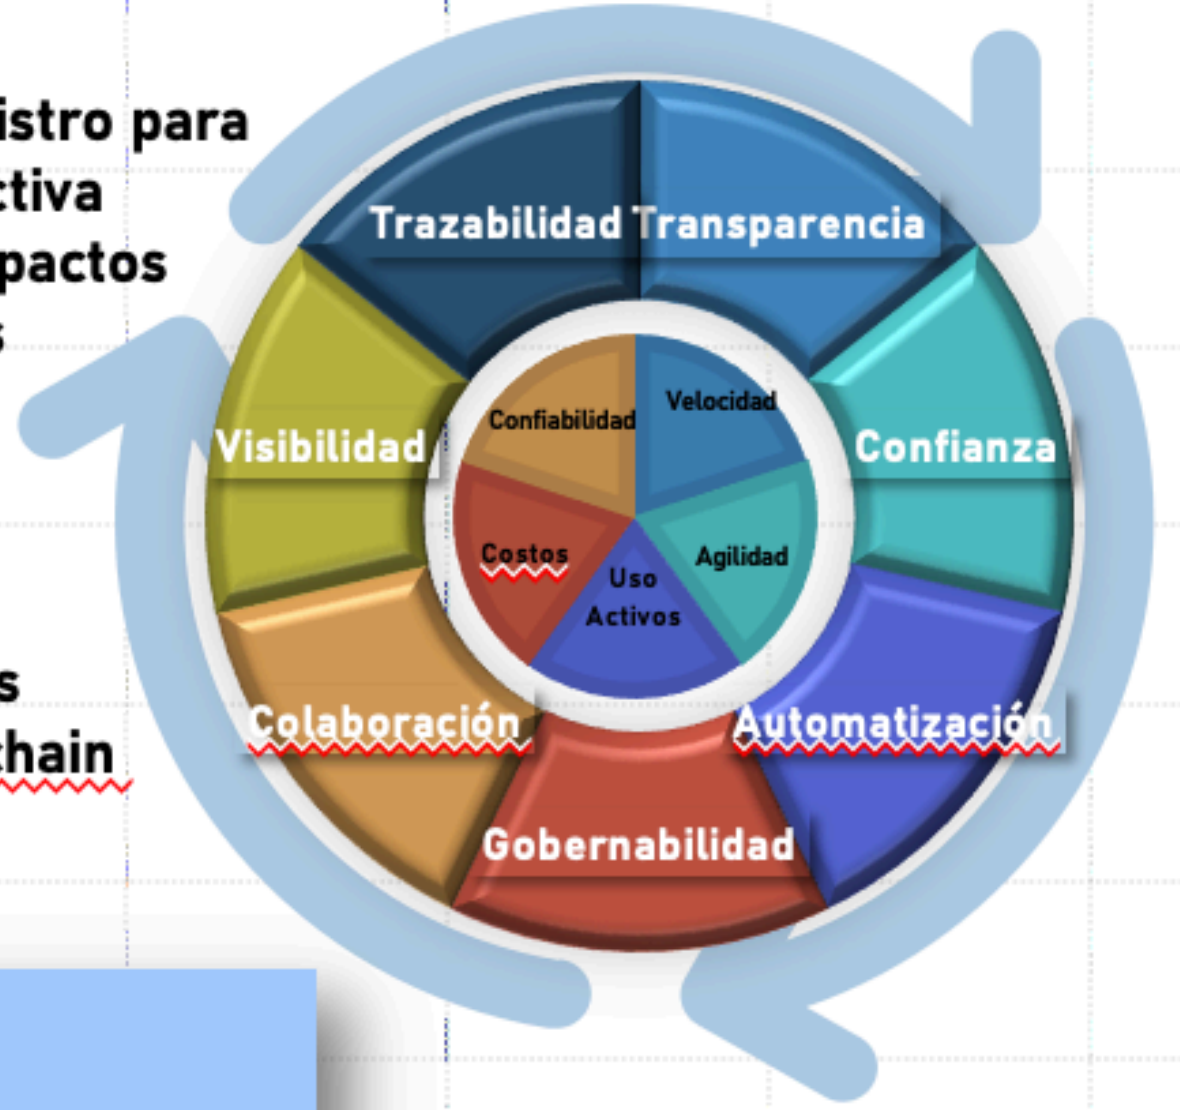 istro para
ctiva
pactos
s
s
chain
Trazabilidad
Transparencia
Visibilidad
Confianza
Colaboración
Automatización
Gobernabilidad
Confiabilidad
Velocidad
Costos
Agilidad
Uso
Activos